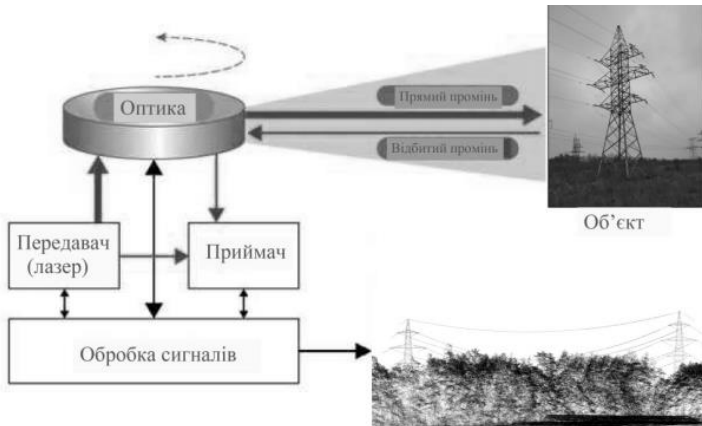 Оптика
Прямий промінь
Відбитий промінь
Об’єкт
Передавач
(лазер)
Приймач
Обробка сигналів